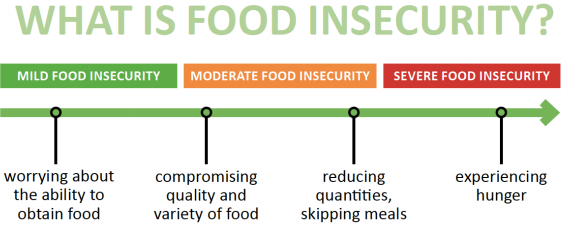 WHAT IS FOOD INSECURITY?
MILD FOOD INSECURITY
MODERATE FOOD INSECURITY
SEVERE FOOD INSECURITY
worrying about
the ability to
obtain food
compromising
quality and
variety of food
reducing
quantities,
skipping meals
experiencing
hunger